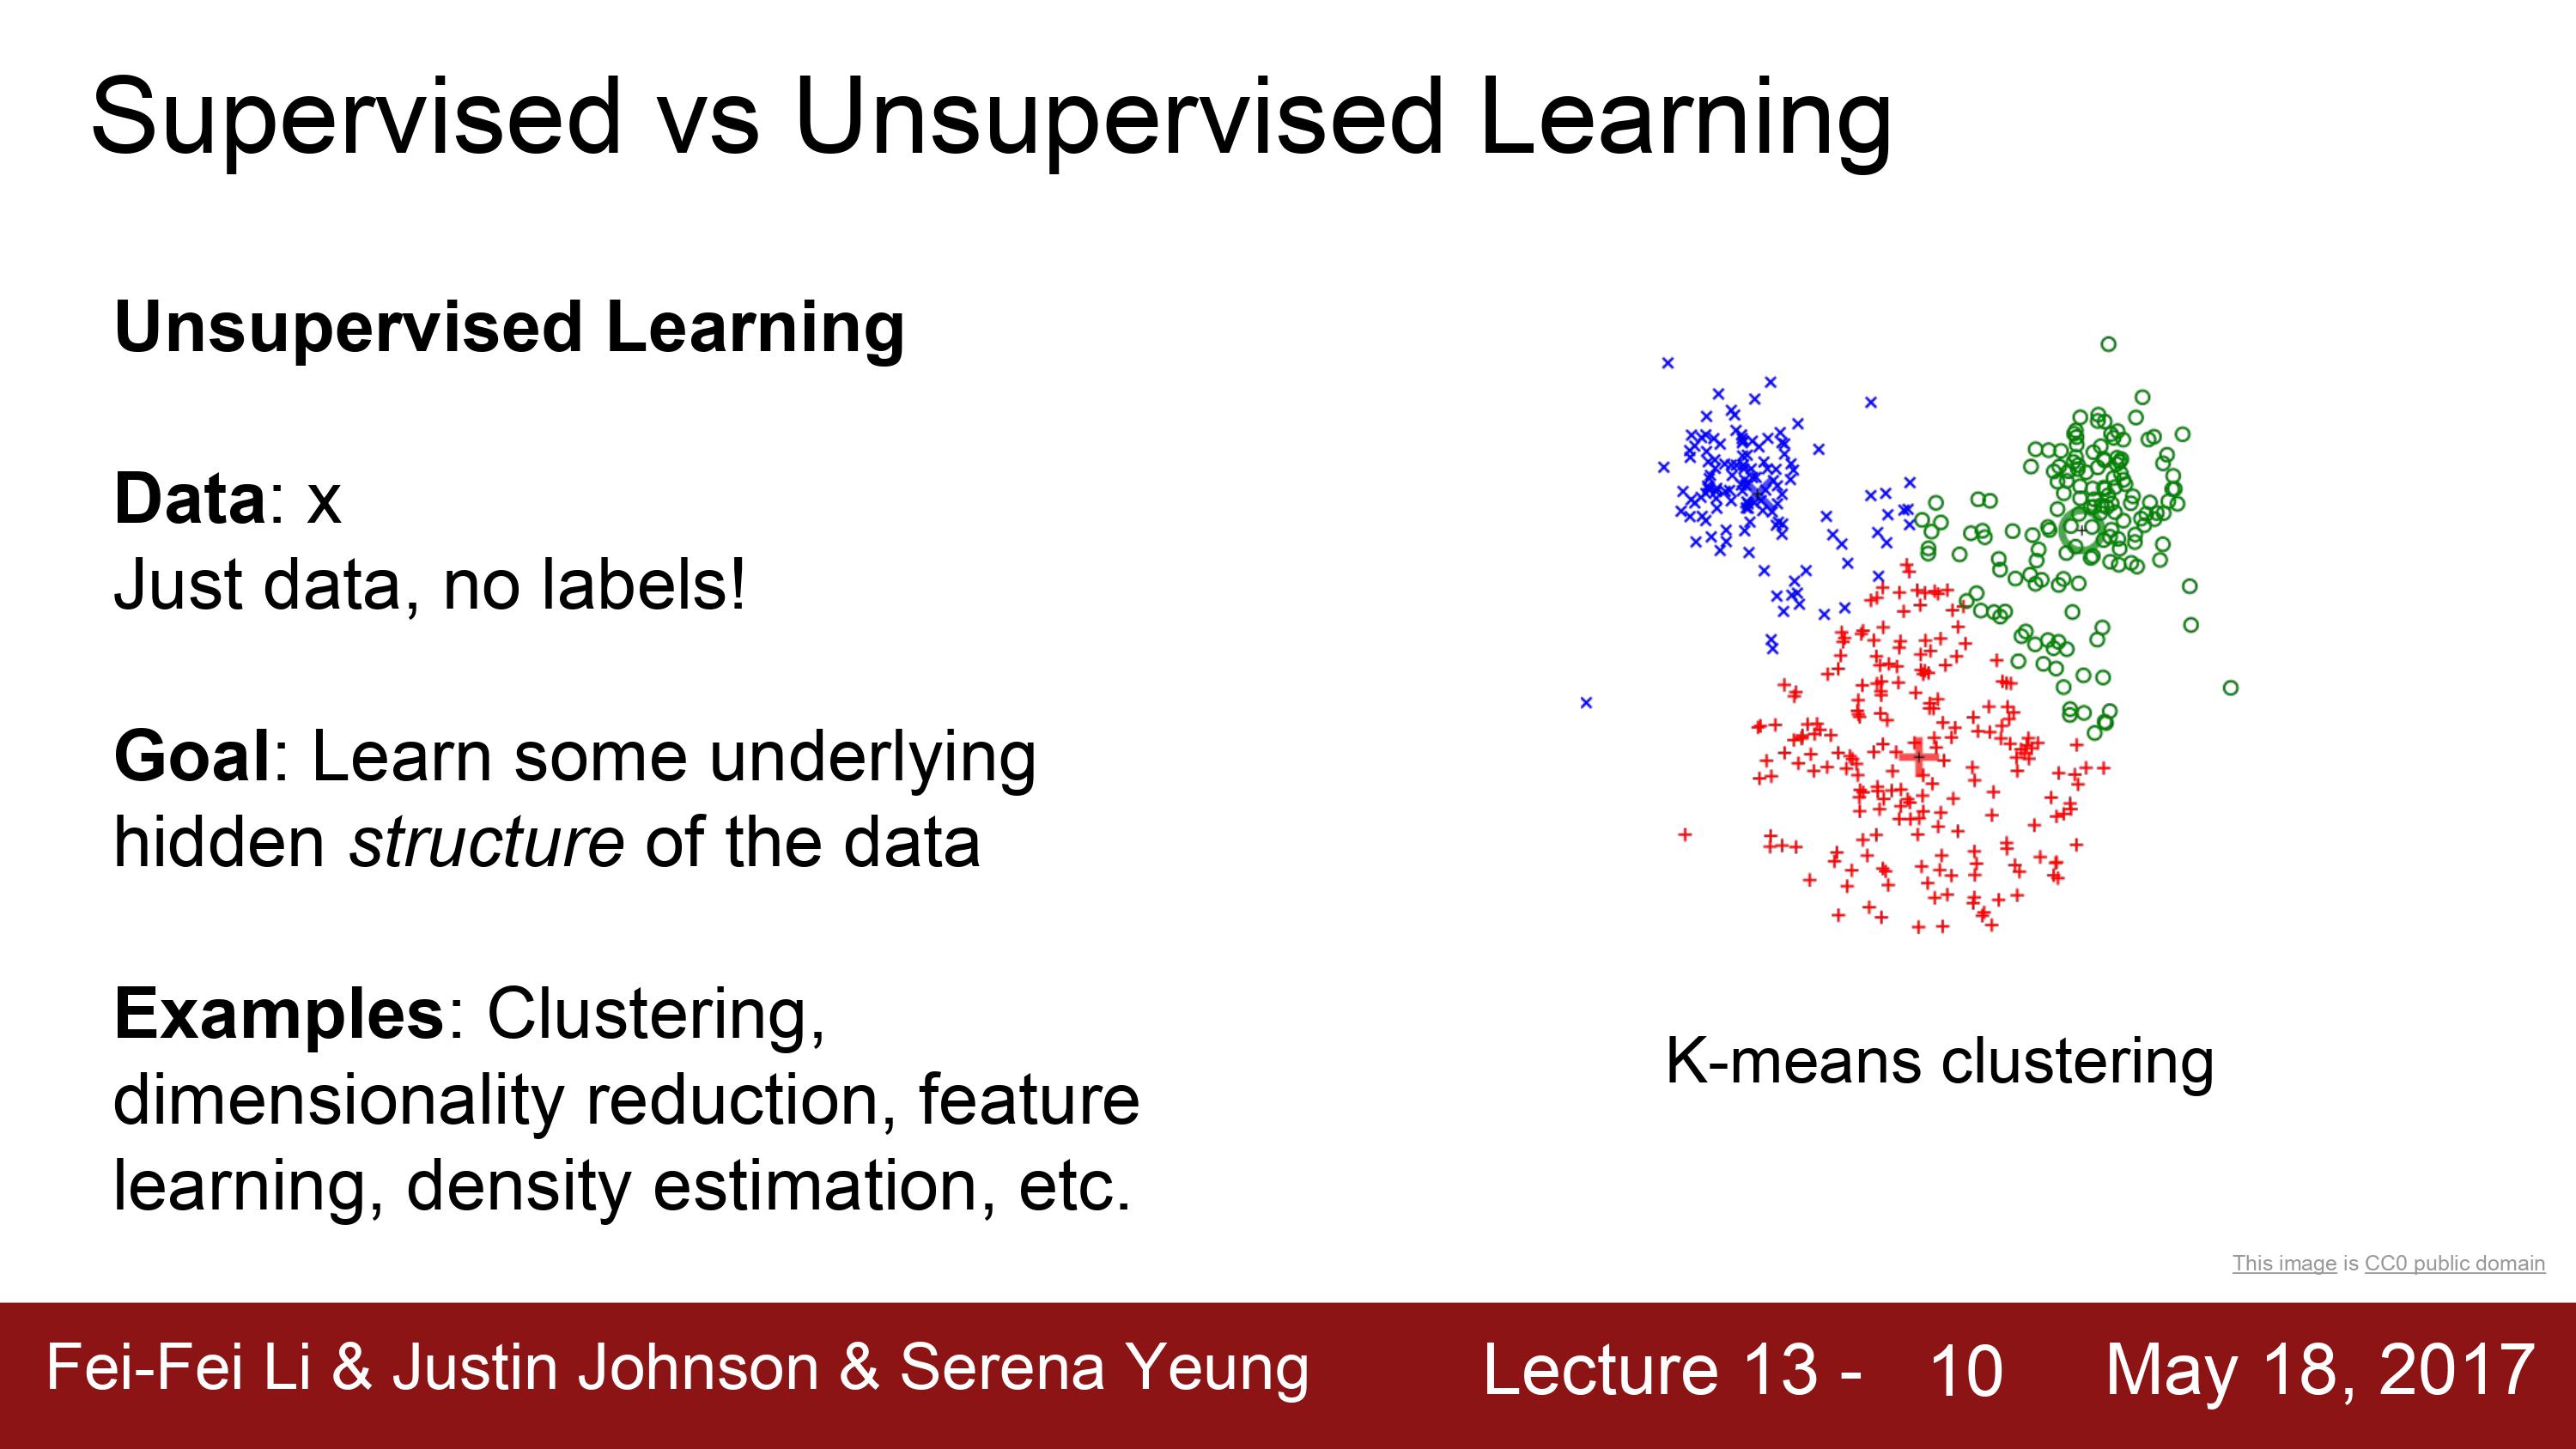 Supervised vs Unsupervised Learning
Unsupervised Learning
Data: x
Just data, no labels!
Goal: Learn some underlying
hidden structure of the data
Examples: Clustering,
dimensionality reduction, feature
learning, density estimation, etc.
K-means clustering
This image is CC0 public domain
Fei-Fei Li & Justin Johnson & Serena Yeung Lecture 13 - 10 May 18, 2017